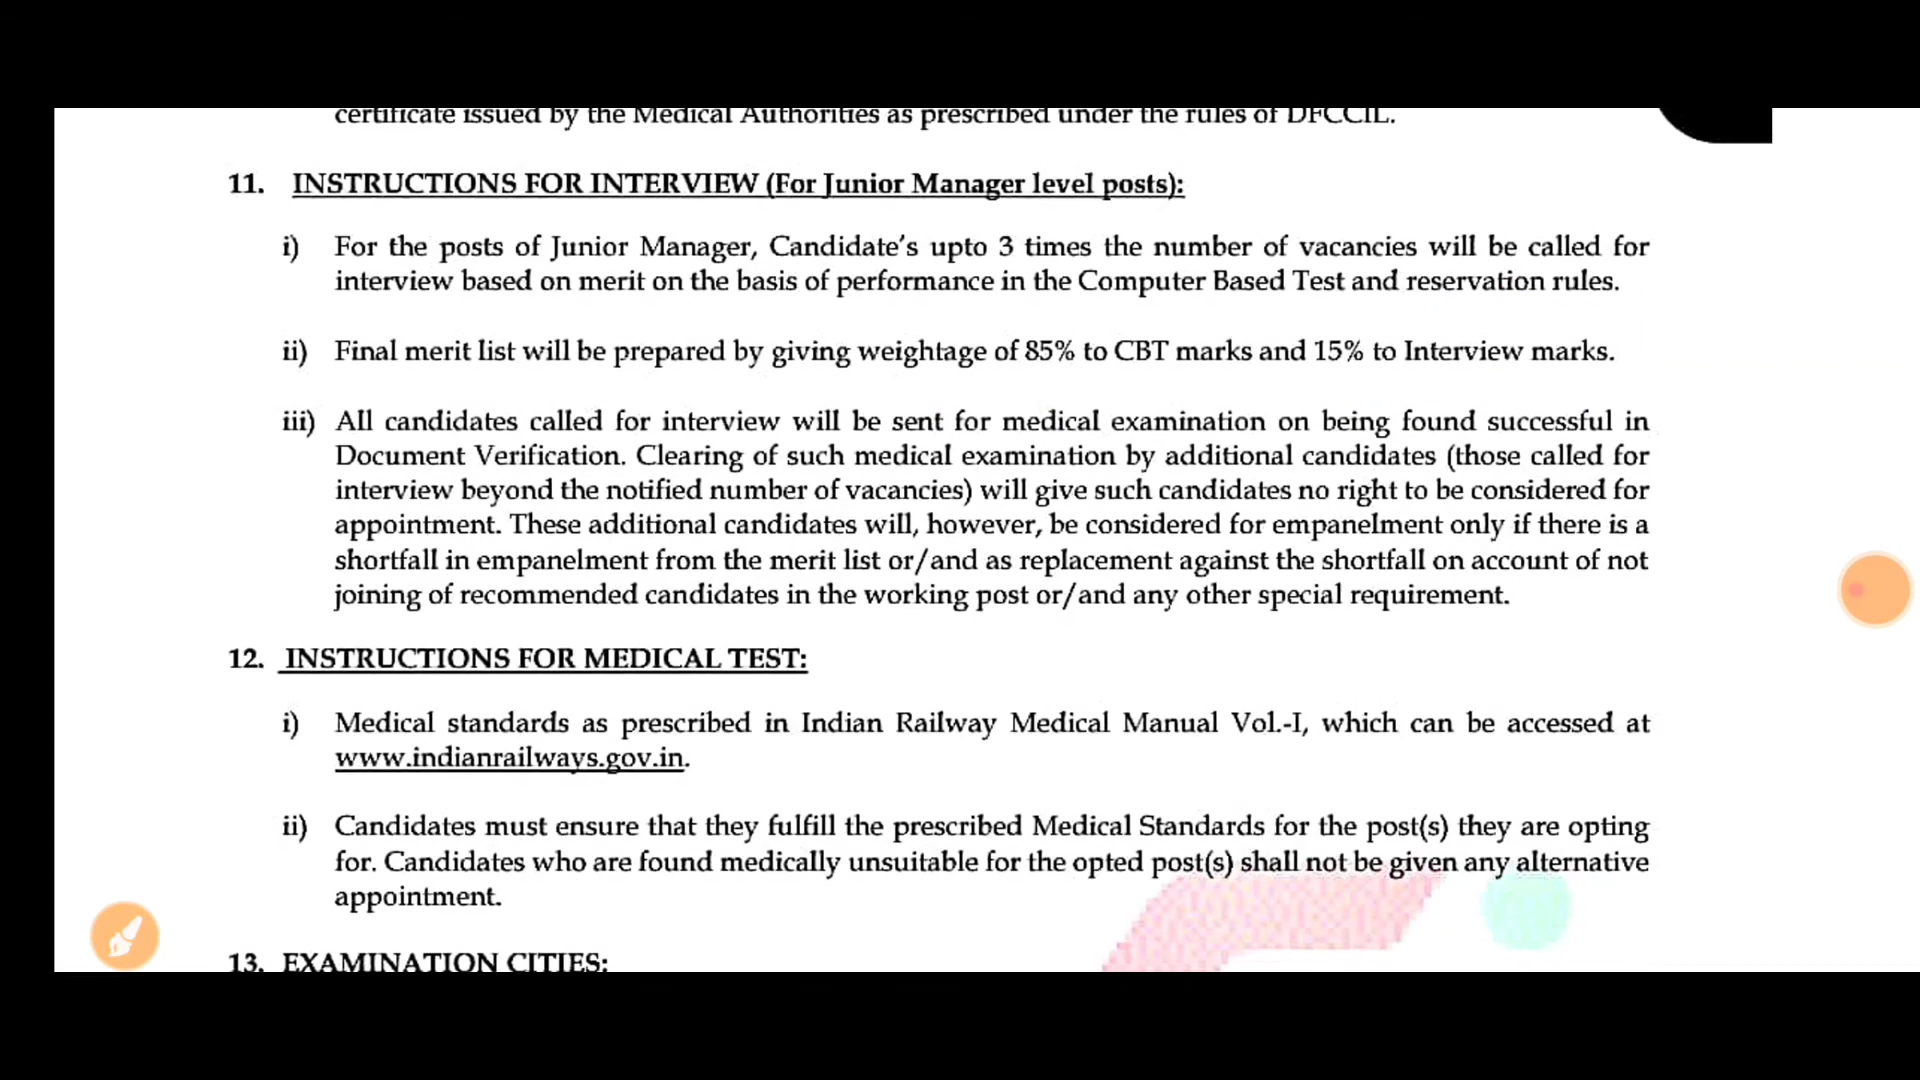 certificate issued by the Medical Authorities as prescribed under the rules of DFCCIL.
11. INSTRUCTIONS FOR INTERVIEW (For Junior Manager level posts):
i) For the posts of Junior Manager, Candidate's upto 3 times the number of vacancies will be called for
interview based on merit on the basis of performance in the Computer Based Test and reservation rules.
ii) Final merit list will be prepared by giving weightage of 85% to CBT marks and 15% to Interview marks.
iii) All candidates called for interview will be sent for medical examination on being found successful in
Document Verification. Clearing of such medical examination by additional candidates (those called for
interview beyond the notified number of vacancies) will give such candidates no right to be considered for
appointment. These additional candidates will, however, be considered for empanelment only if there is a
shortfall in empanelment from the merit list or/and as replacement against the shortfall on account of not
joining of recommended candidates in the working post or/and any other special requirement.
12. INSTRUCTIONS FOR MEDICAL TEST:
i) Medical standards as prescribed in Indian Railway Medical Manual Vol.-I, which can be accessed at
www.indianrailways.gov.in.
ii) Candidates must ensure that they fulfill the prescribed Medical Standards for the post(s) they are opting
for. Candidates who are found medically unsuitable for the opted post(s) shall not be given any alternative
appointment.
13. EXAMINATION CITIES: